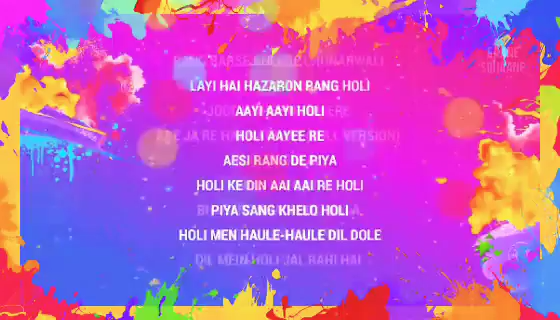 LAYI HAI HAZARON RANG HOLI
AAYI AAYI HOLI
HOLI AAYEE RE
AESI RANG DE PIYA
HOLI KE DIN AAI AAI RE HOLI
PIYA SANG KHELO HOLI
HOLI MEN HAULE-HAULE DIL DOLE
DIL MEIN HOLI JAL RAHI HAI